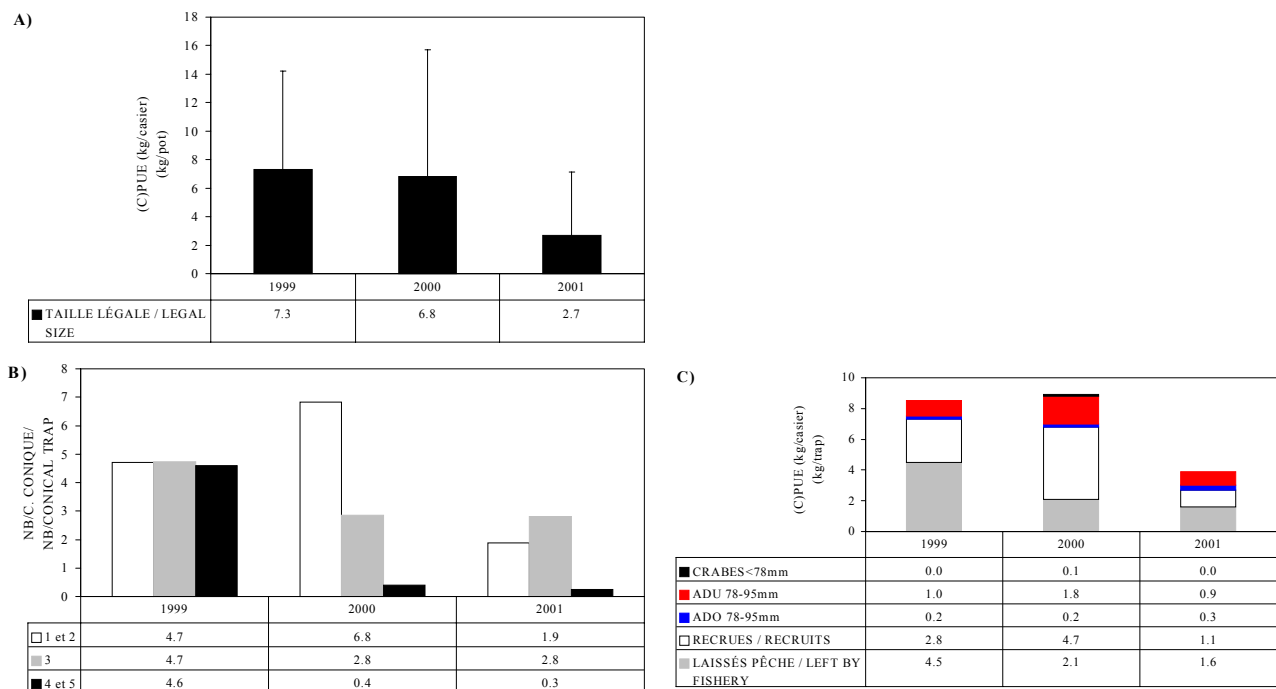 A)
18
16
14
12
10
8
6
4
2
0
(C)PUE (kg/casier)
(kg/pot)
1999 2000 2001
TAILLE LÉGALE / LEGAL SIZE 7.3 6.8 2.7
B)
8
7
6
5
4
3
2
1
0
NB/C. CONIQUE/
NB/CONICAL TRAP
1999 2000 2001
1 et 2 4.7 6.8 1.9
3 4.7 2.8 2.8
4 et 5 4.6 0.4 0.3
C)
10
8
6
4
2
0
(C)PUE (kg/casier)
(kg/trap)
1999 2000 2001
CRABES<78mm 0.0 0.1 0.0
ADU 78-95mm 1.0 1.8 0.9
ADO 78-95mm 0.2 0.2 0.3
RECRUES / RECRUITS 2.8 4.7 1.1
LAISSÉS PÊCHE / LEFT BY FISHERY 4.5 2.1 1.6